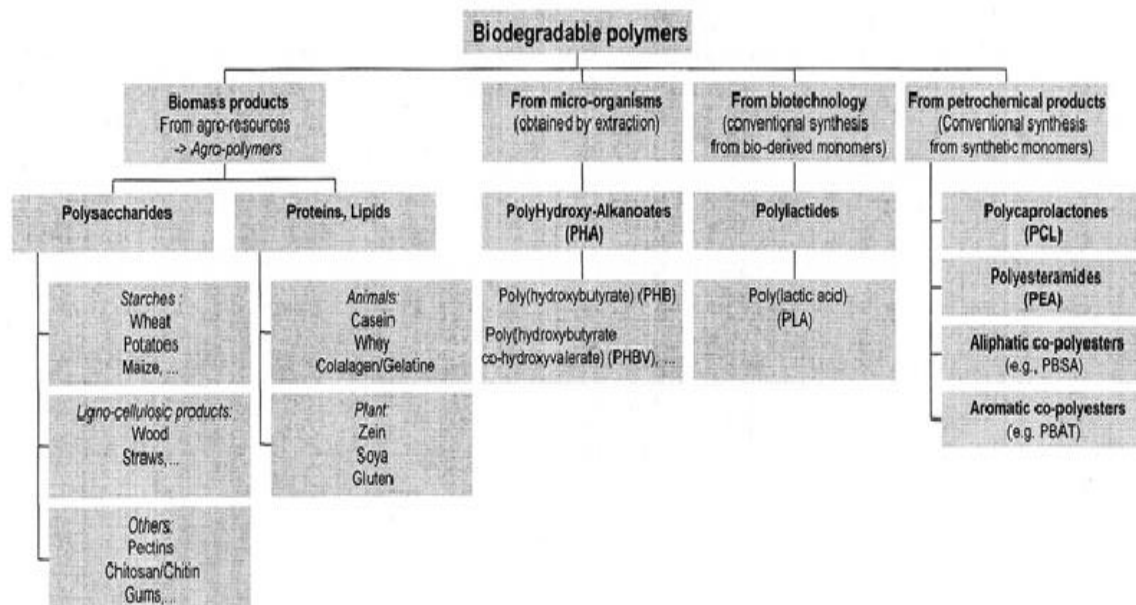 Biodegradable polymers
Biomass products
From agro-resources
-> Agro-polymers
From micro-organisms
(obtained by extraction)
From biotechnology
(conventional synthesis
from bio-derived monomers)
From petrochemical products
(Conventional synthesis
from synthetic monomers)
Polysaccharides
Proteins, Lipids
PolyHydroxy-Alkanoates
(PHA)
Polylactides
Polycaprolactones
(PCL)
Polyesteramides
(PEA)
Aliphatic co-polyesters
(e.g., PBSA)
Aromatic co-polyesters
(e.g. PBAT)
Starches :
Wheat
Potatoes
Maize, ...
Ligno-cellulosic products:
Wood
Straws,...
Others:
Pectins
Chitosan/Chitin
Gums,...
Animals:
Casein
Whey
Colalagen/Gelatine
Plant:
Zein
Soya
Gluten
Poly(hydroxybutyrate) (PHB)
Poly(hydroxybutyrate
co-hydroxyvalerate) (PHBV), ...
Poly(lactic acid)
(PLA)